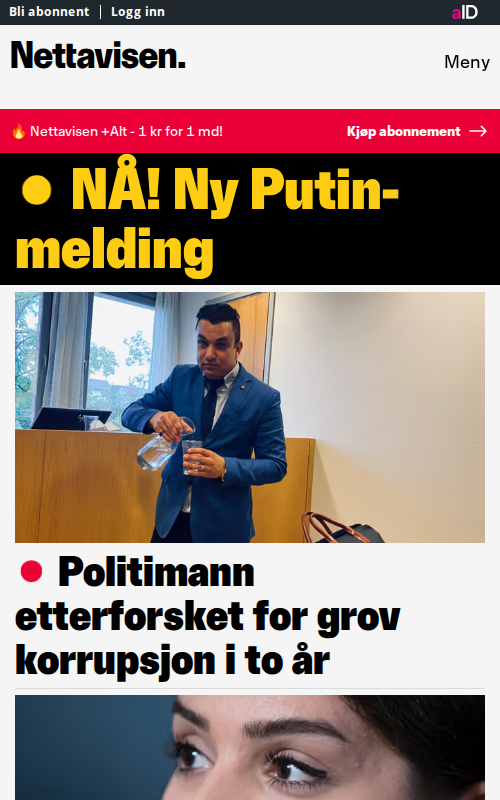 Bli abonnent | Logg inn
aID
Nettavisen.
Meny
🔥 Nettavisen +Alt - 1 kr for 1 md!
Kjøp abonnement →
NÅ! Ny Putin-
melding
Politimann
etterforsket for grov
korrupsjon i to år